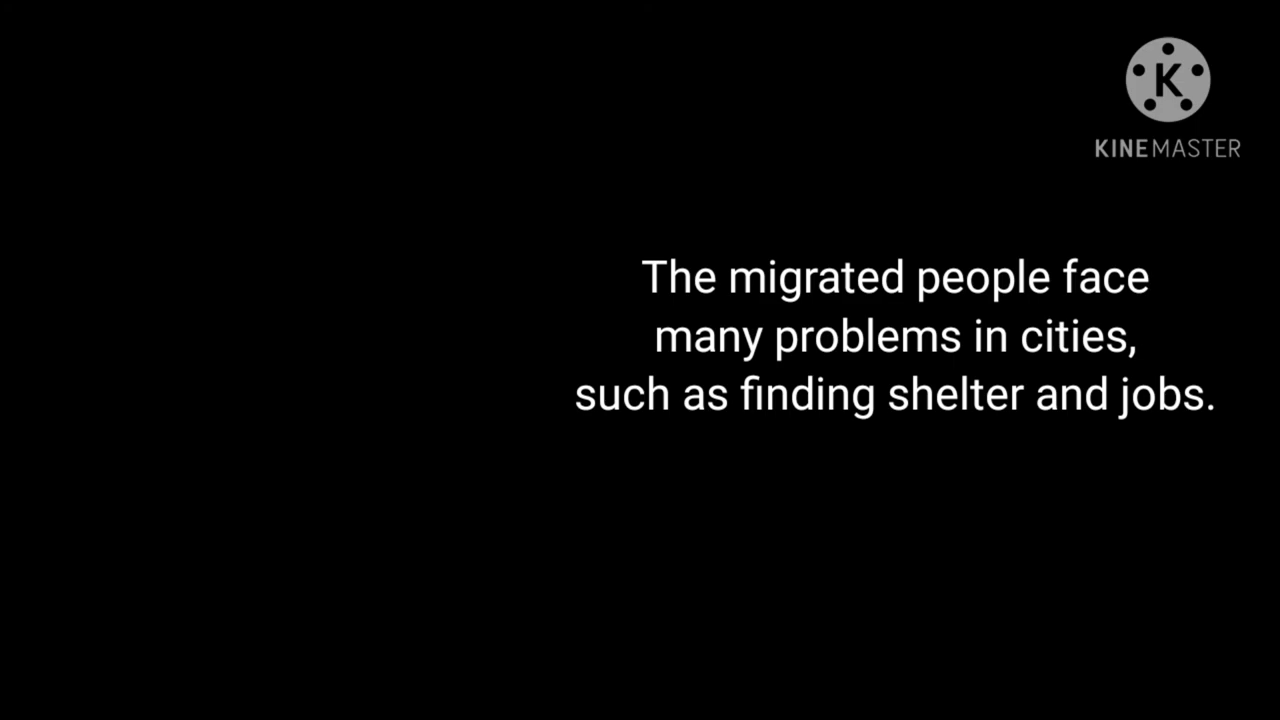 K
KINEMASTER
The migrated people face
many problems in cities,
such as finding shelter and jobs.